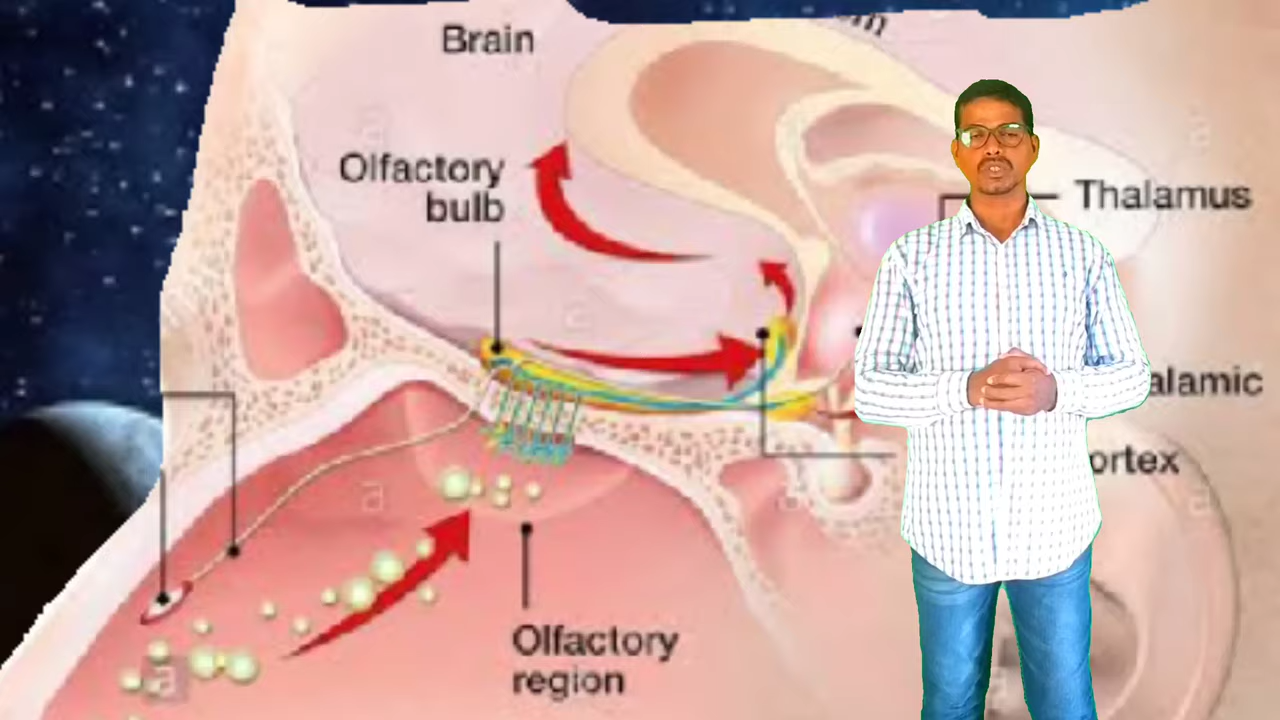 Brain
Olfactory
bulb
Thalamus
alamic
ortex
Olfactory
region
a
a
a
a